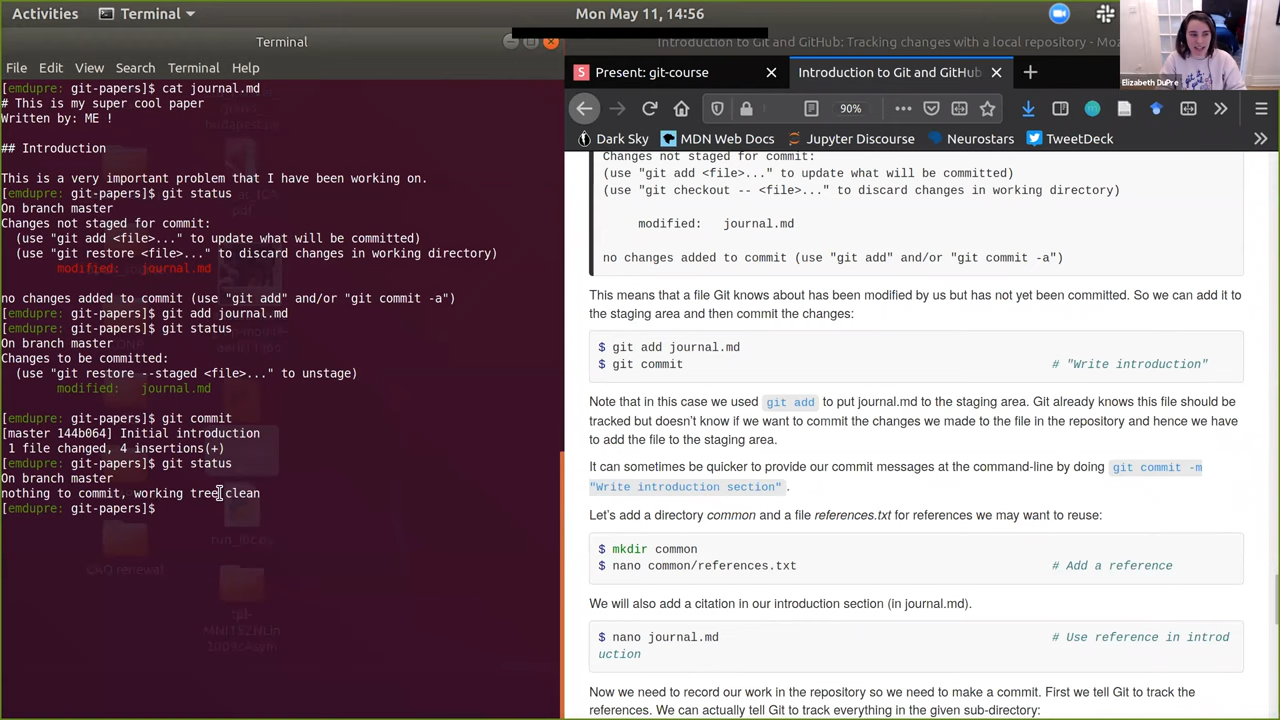 Activities
Terminal
Mon May 11, 14:56
Terminal
Introduction to Git and GitHub: Tracking changes with a local repository - Moz
File Edit View Search Terminal Help
[emdupre: git-papers]$ cat journal.md
# This is my super cool paper
Written by: ME !
## Introduction
This is a very important problem that I have been working on.
[emdupre: git-papers]$ git status
On branch master
Changes not staged for commit:
(use "git add <file>..." to update what will be committed)
(use "git restore <file>..." to discard changes in working directory)
modified: journal.md
no changes added to commit (use "git add" and/or "git commit -a")
[emdupre: git-papers]$ git add journal.md
[emdupre: git-papers]$ git status
On branch master
Changes to be committed:
(use "git restore --staged <file>..." to unstage)
modified: journal.md
[emdupre: git-papers]$ git commit
[master 144b064] Initial introduction
1 file changed, 4 insertions(+)
[emdupre: git-papers]$ git status
On branch master
nothing to commit, working tree clean
[emdupre: git-papers]$
CNO renewal
Elizabeth DuPre
S Present: git-course
Introduction to Git and GitHub
90%
Dark Sky
MDN Web Docs
Jupyter Discourse
Neurostars
TweetDeck
Changes not staged for commit:
(use "git add <file>..." to update what will be committed)
(use "git checkout -- <file>..." to discard changes in working directory)
modified: journal.md
no changes added to commit (use "git add" and/or "git commit -a")
This means that a file Git knows about has been modified by us but has not yet been committed. So we can add it to
the staging area and then commit the changes:
$ git add journal.md
$ git commit # "Write introduction"
Note that in this case we used git add to put journal.md to the staging area. Git already knows this file should be
tracked but doesn't know if we want to commit the changes we made to the file in the repository and hence we have
to add the file to the staging area.
It can sometimes be quicker to provide our commit messages at the command-line by doing git commit -m
"Write introduction section" .
Let's add a directory common and a file references.txt for references we may want to reuse:
$ mkdir common
$ nano common/references.txt # Add a reference
We will also add a citation in our introduction section (in journal.md).
$ nano journal.md # Use reference in introd
uction
Now we need to record our work in the repository so we need to make a commit. First we tell Git to track the
references. We can actually tell Git to track everything in the given sub-directory: